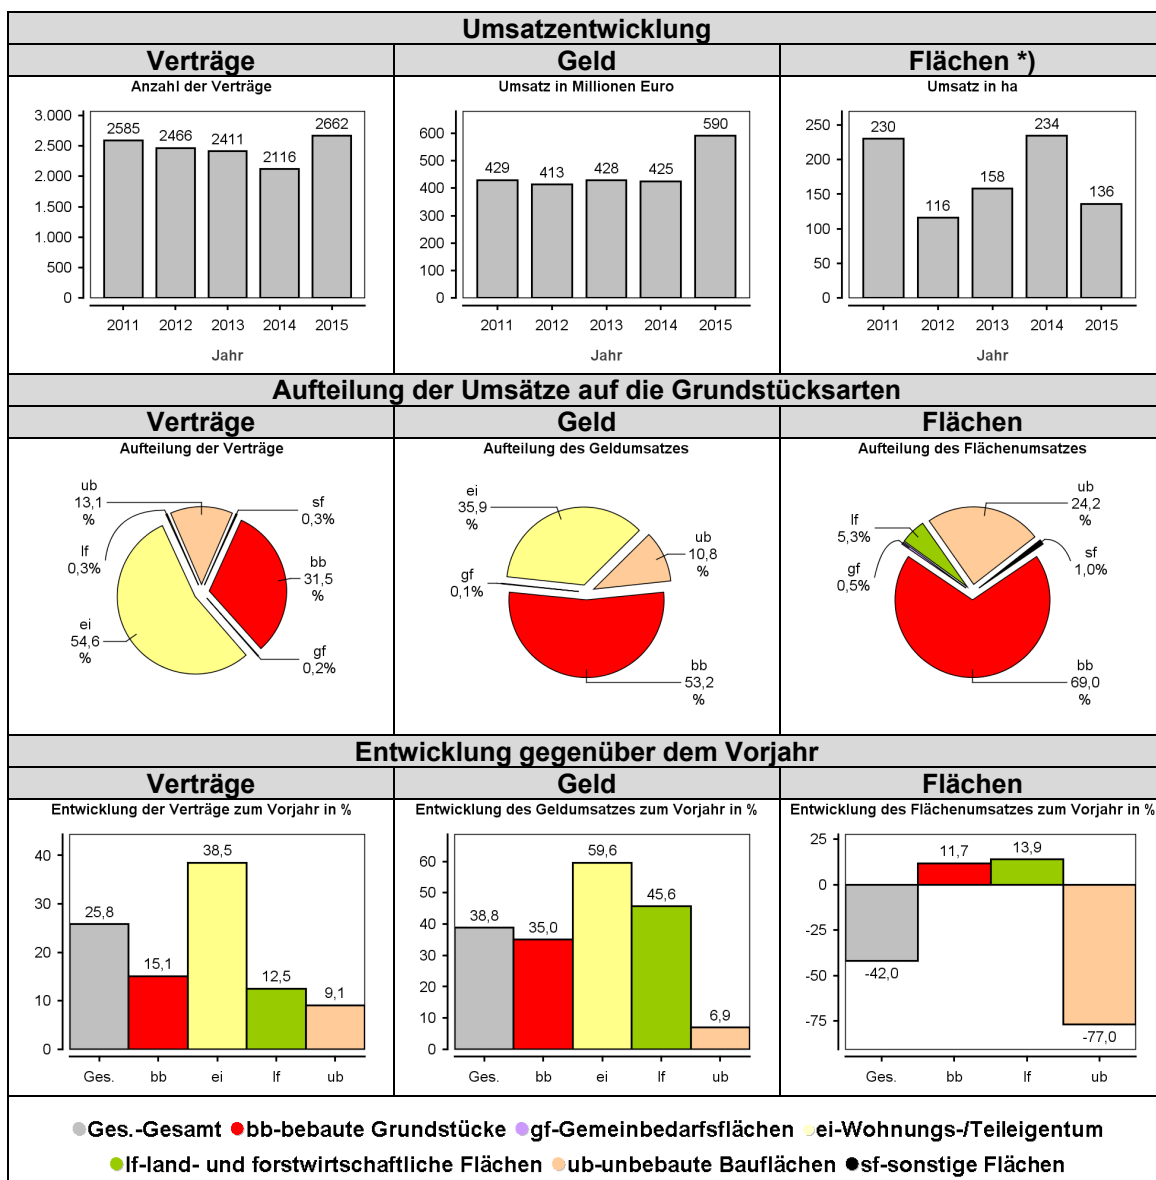 Umsatzentwicklung
Verträge Geld Flächen *)
Anzahl der Verträge
3.000
2.500
2.000
1.500
1.000
500
0
2585 2466 2411 2116 2662
2011 2012 2013 2014 2015
Jahr
Umsatz in Millionen Euro
600
500
400
300
200
100
0
429 413 428 425 590
2011 2012 2013 2014 2015
Jahr
Umsatz in ha
250
200
150
100
50
0
230 116 158 234 136
2011 2012 2013 2014 2015
Jahr
Aufteilung der Umsätze auf die Grundstücksarten
Verträge Geld Flächen
Aufteilung der Verträge
ub
13,1
%
sf
0,3%
lf
0,3%
bb
31,5
%
ei
54,6
%
gf
0,2%
Aufteilung des Geldumsatzes
ei
35,9
%
ub
10,8
%
gf
0,1%
bb
53,2
%
Aufteilung des Flächenumsatzes
ub
24,2
%
lf
5,3%
sf
1,0%
gf
0,5%
bb
69,0
%
Entwicklung gegenüber dem Vorjahr
Verträge Geld Flächen
Entwicklung der Verträge zum Vorjahr in %
40
30
20
10
0
25,8 15,1 38,5 12,5 9,1
Ges. bb ei lf ub
Entwicklung des Geldumsatzes zum Vorjahr in %
60
50
40
30
20
10
0
38,8 35,0 59,6 45,6 6,9
Ges. bb ei lf ub
Entwicklung des Flächenumsatzes zum Vorjahr in %
25
0
-25
-50
-75
-42,0 11,7 13,9 -77,0
Ges. bb lf ub
Ges.-Gesamt bb-bebaute Grundstücke gf-Gemeinbedarfsflächen ei-Wohnungs-/Teileigentum
lf-land- und forstwirtschaftliche Flächen ub-unbebaute Bauflächen sf-sonstige Flächen